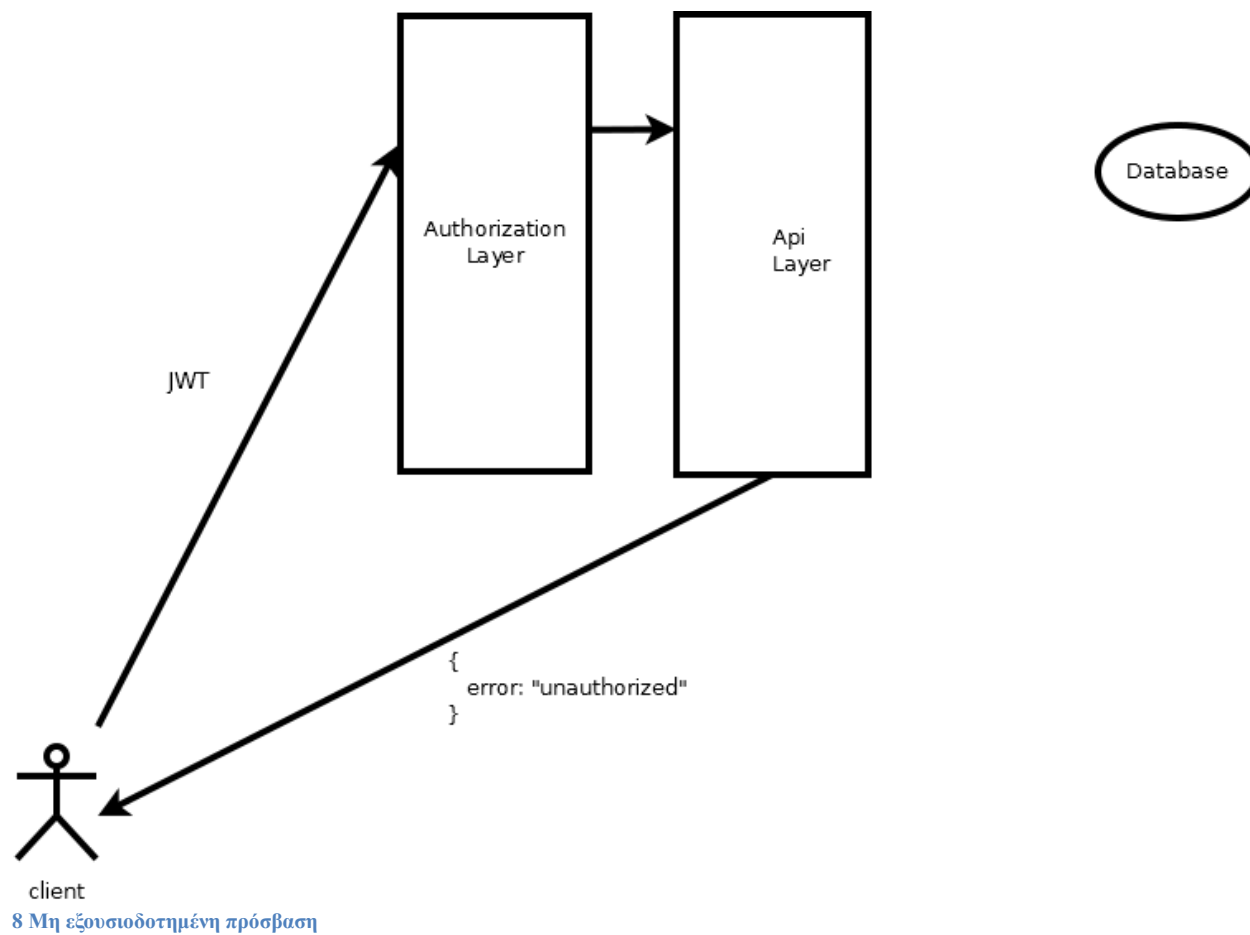 Authorization
Layer
Api
Layer
Database
JWT
{
error: "unauthorized"
}
client
8 Μη εξουσιοδοτημένη πρόσβαση